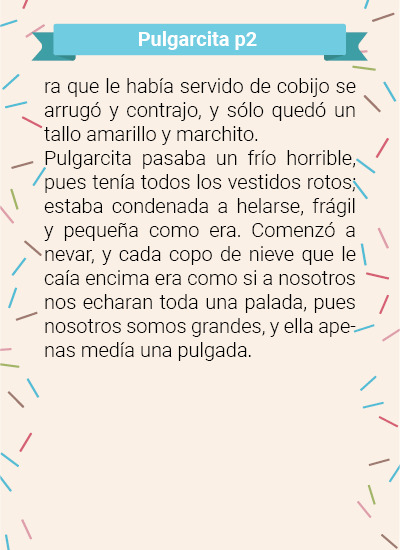 Pulgarcita p2
ra que le había servido de cobijo se
arrugó y contrajo, y sólo quedó un
tallo amarillo y marchito.
Pulgarcita pasaba un frío horrible,
pues tenía todos los vestidos rotos;
estaba condenada a helarse, frágil
y pequeña como era. Comenzó a
nevar, y cada copo de nieve que le
caía encima era como si a nosotros
nos echaran toda una palada, pues
nosotros somos grandes, y ella ape-
nas medía una pulgada.